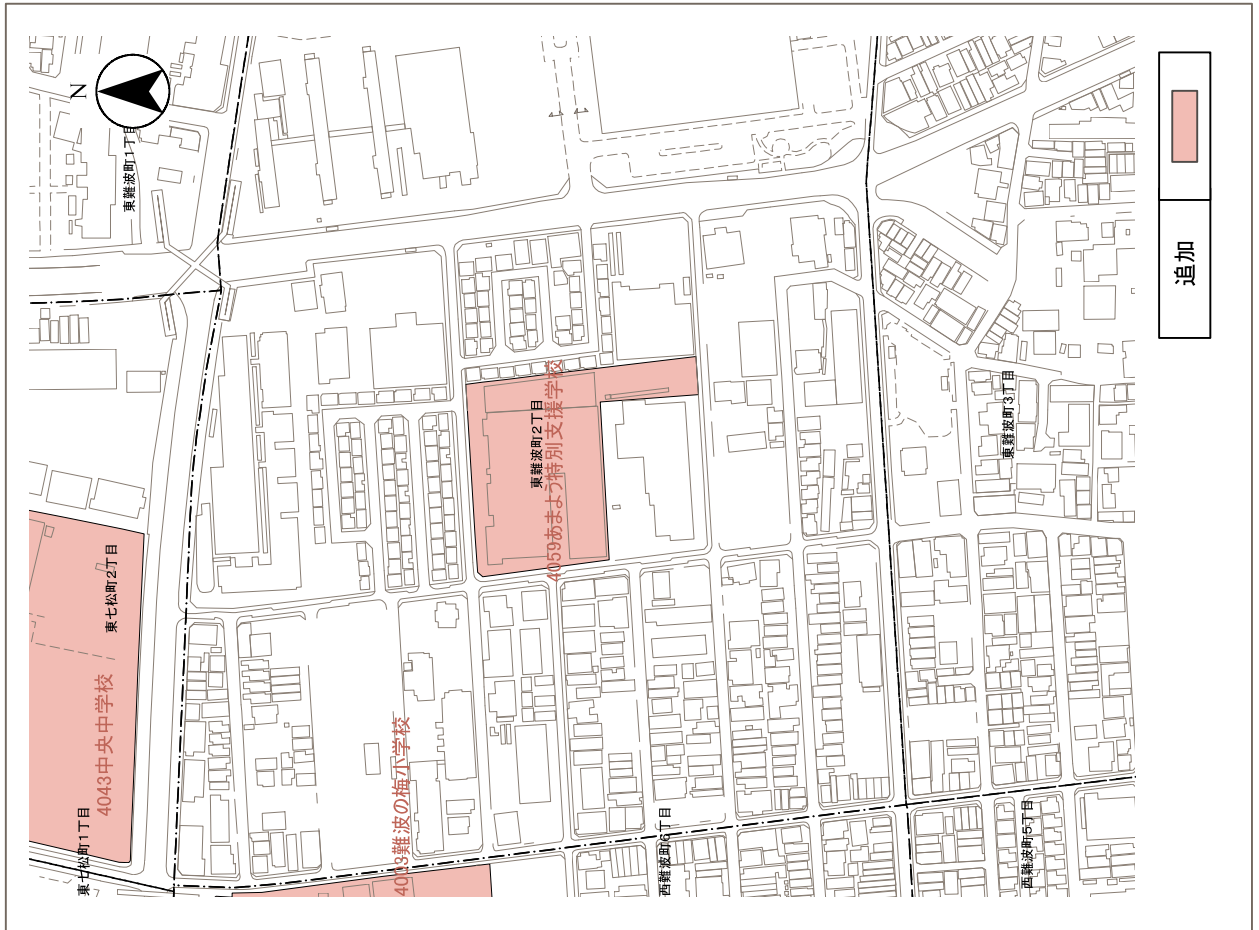 N
東難波町1丁目
東七松町2丁目
4043中央中学校
東七松町1丁目
東難波町2丁目
4059あまよう特別支援学校
難波の梅小学校
西難波町6丁目
東難波町3丁目
西難波町5丁目
追加